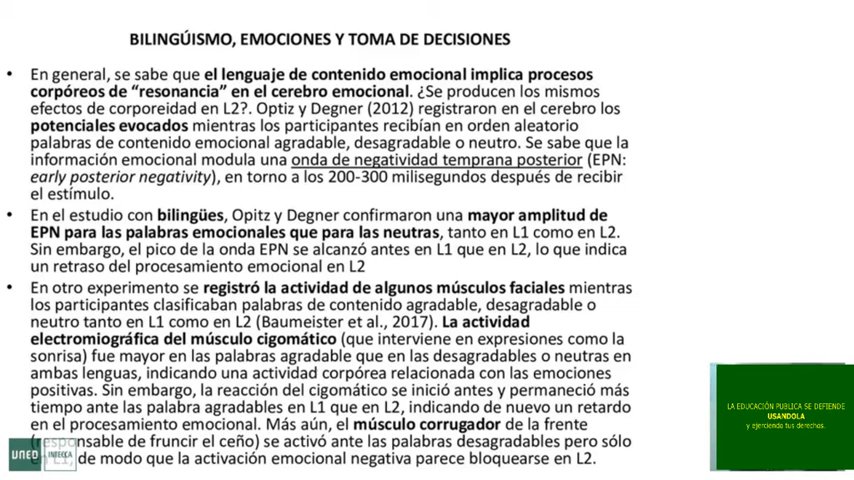 BILINGÚISMO, EMOCIONES Y TOMA DE DECISIONES
• En general, se sabe que el lenguaje de contenido emocional implica procesos
corpóreos de “resonancia” en el cerebro emocional. ¿Se producen los mismos
efectos de corporeidad en L2?. Optiz y Degner (2012) registraron en el cerebro los
potenciales evocados mientras los participantes recibían en orden aleatorio
palabras de contenido emocional agradable, desagradable o neutro. Se sabe que la
información emocional modula una onda de negatividad temprana posterior (EPN:
early posterior negativity), en torno a los 200-300 milisegundos después de recibir
el estímulo.
• En el estudio con bilingües, Opitz y Degner confirmaron una mayor amplitud de
EPN para las palabras emocionales que para las neutras, tanto en L1 como en L2.
Sin embargo, el pico de la onda EPN se alcanzó antes en L1 que en L2, lo que indica
un retraso del procesamiento emocional en L2
• En otro experimento se registró la actividad de algunos músculos faciales mientras
los participantes clasificaban palabras de contenido agradable, desagradable o
neutro tanto en L1 como en L2 (Baumeister et al., 2017). La actividad
electromiográfica del músculo cigomático (que interviene en expresiones como la
sonrisa) fue mayor en las palabras agradable que en las desagradables o neutras en
ambas lenguas, indicando una actividad corpórea relacionada con las emociones
positivas. Sin embargo, la reacción del cigomático se inició antes y permaneció más
tiempo ante las palabra agradables en L1 que en L2, indicando de nuevo un retardo
en el procesamiento emocional. Más aún, el músculo corrugador de la frente
(responsable de fruncir el ceño) se activó ante las palabras desagradables pero sólo
en L1, de modo que la activación emocional negativa parece bloquearse en L2.
UNED INTECCA
LA EDUCACIÓN PUBLICA SE DEFIENDE
USANDOLA
y ejerciendo tus derechos.